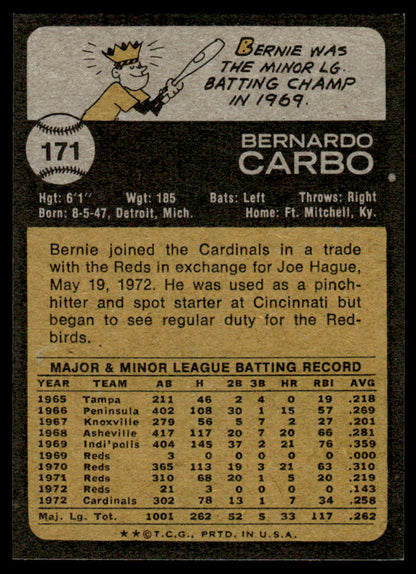 BERNIE WAS
THE MINOR LG.
BATTING CHAMP
IN 1969.
171
BERNARDO
CARBO
Hgt: 6'1" Wgt: 185 Bats: Left Throws: Right
Born: 8-5-47, Detroit, Mich. Home: Ft. Mitchell, Ky.
Bernie joined the Cardinals in a trade
with the Reds in exchange for Joe Hague,
May 19, 1972. He was used as a pinch-
hitter and spot starter at Cincinnati but
began to see regular duty for the Red-
birds.
MAJOR & MINOR LEAGUE BATTING RECORD
YEAR TEAM AB H 2B 3B HR RBI AVG
1965 Tampa 211 46 2 4 0 19 .218
1966 Peninsula 402 108 30 1 15 57 .269
1967 Knoxville 279 56 5 7 2 27 .201
1968 Asheville 417 117 20 7 20 66 .281
1969 Indi'polis 404 145 37 2 21 76 .359
1969 Reds 3 0 0 0 0 0 .000
1970 Reds 365 113 19 3 21 63 .310
1971 Reds 310 68 20 1 5 20 .219
1972 Reds 21 3 0 0 0 0 .143
1972 Cardinals 302 78 13 1 7 34 .258
Maj. Lg. Tot. 1001 262 52 5 33 117 .262
★★©T.C.G., PRTD. IN U.S.A.